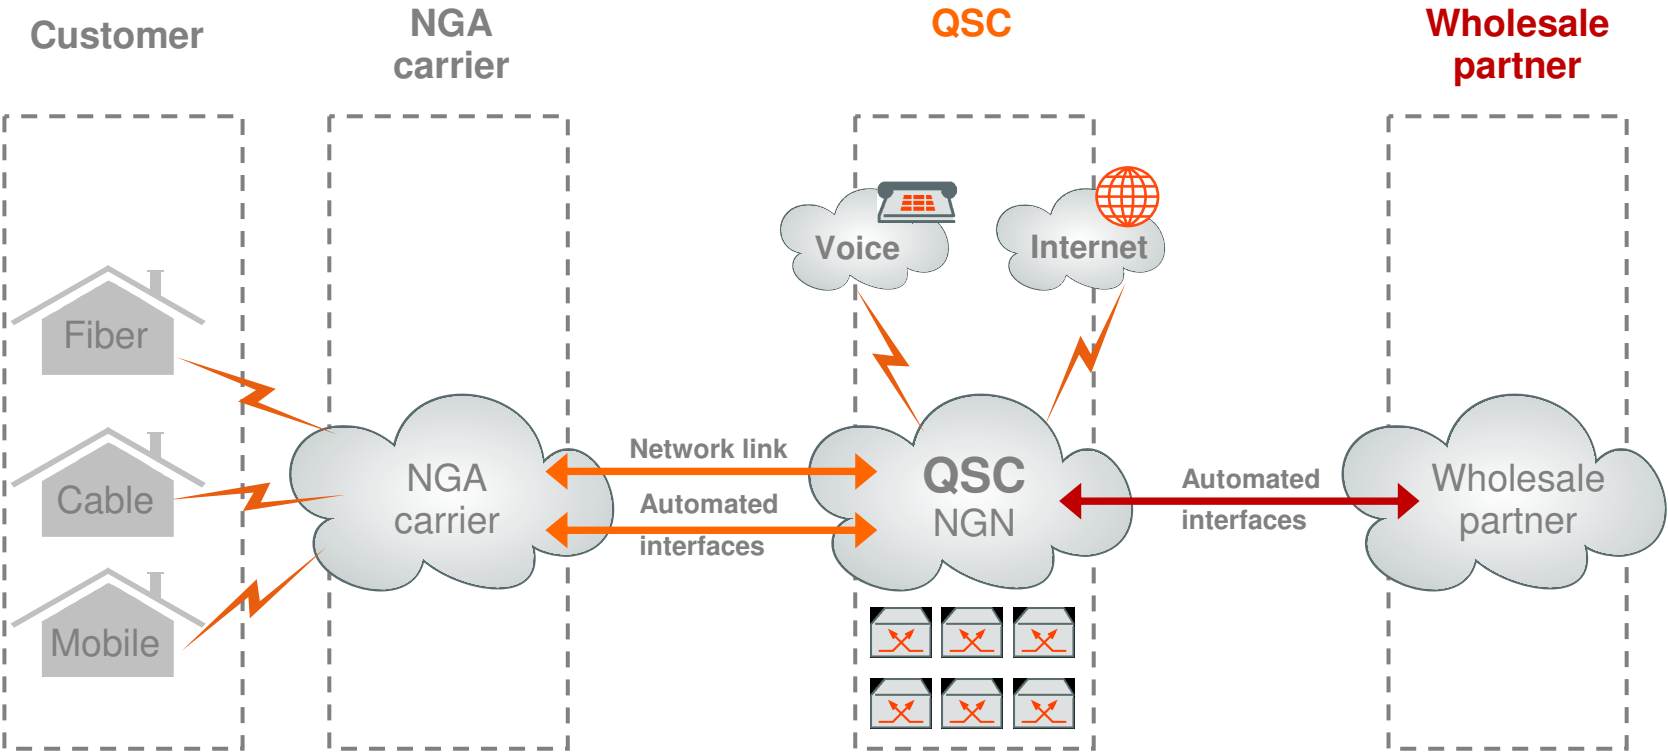 Customer
NGA
carrier
QSC
Wholesale
partner
Voice
Internet
Fiber
Cable
Mobile
NGA
carrier
Network link
Automated
interfaces
QSC
NGN
Automated
interfaces
Wholesale
partner